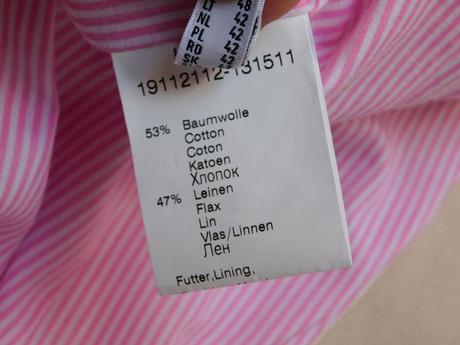 LT 48
NL 42
PL 42
RO 42
SK 42
19112112-131511
53% Baumwolle
Cotton
Coton
Katoen
Хлопок
47% Leinen
Flax
Lin
Vlas/Linnen
Лен
Futter,Lining,